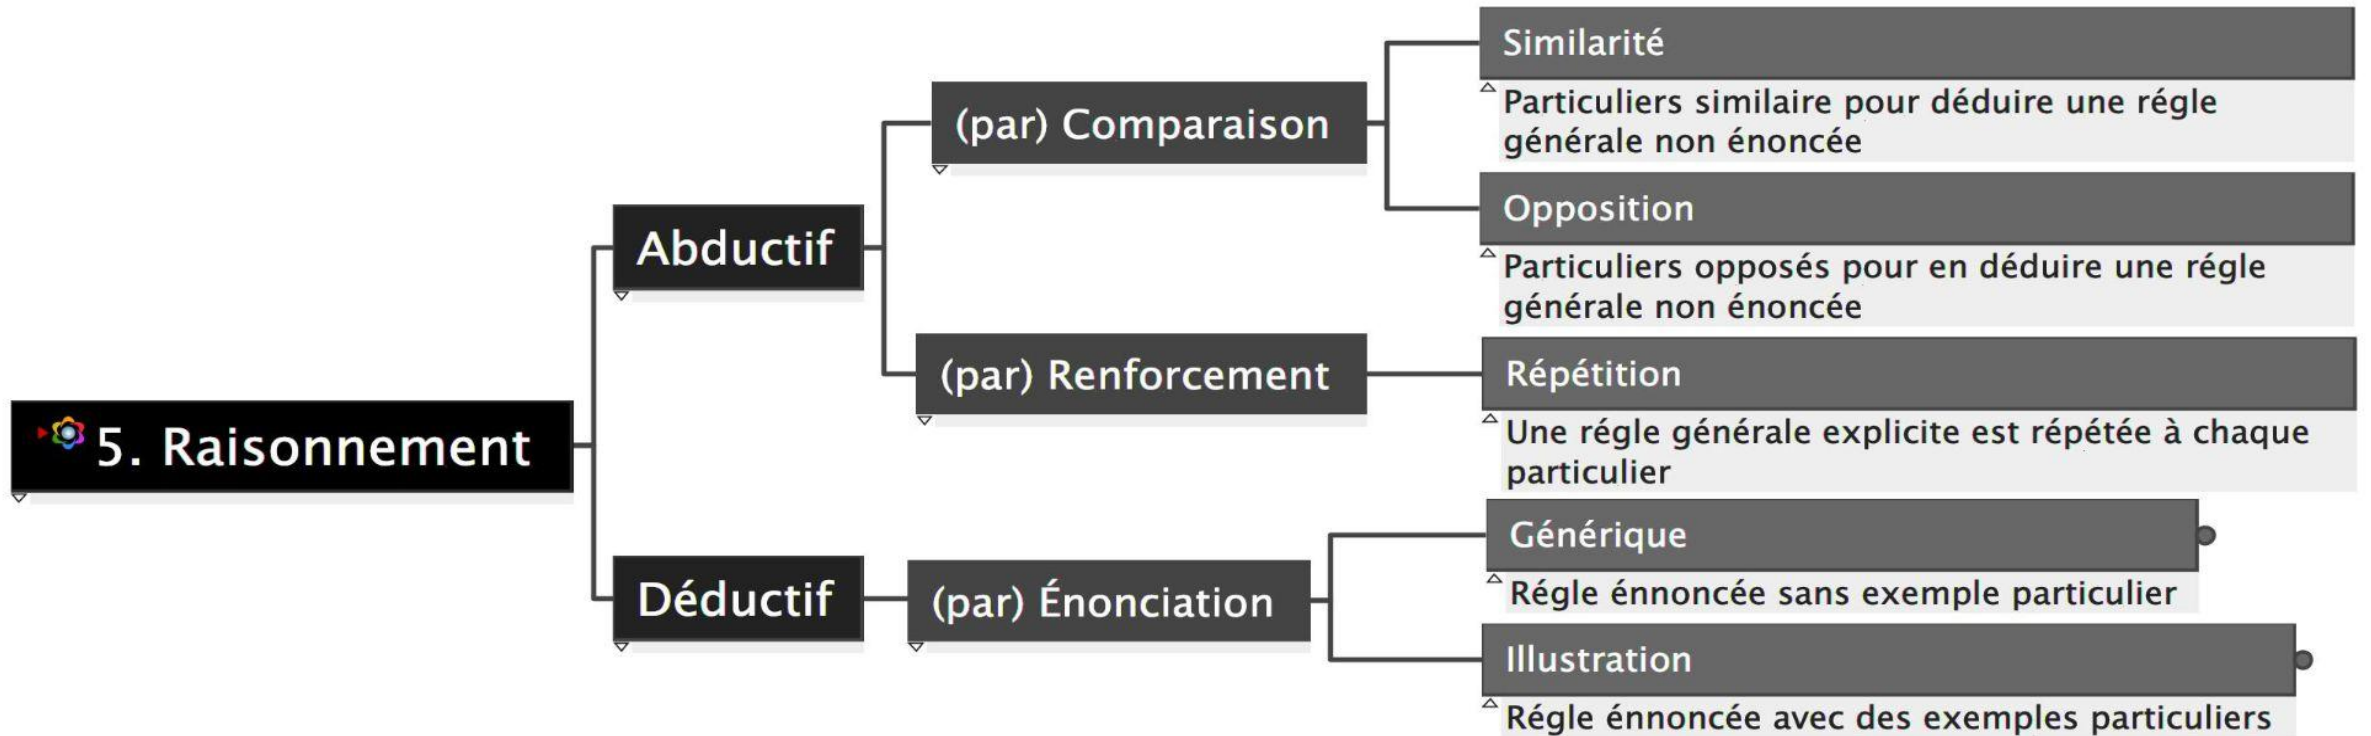 Similarité
Particuliers similaire pour déduire une régle
générale non énoncée
(par) Comparaison
Opposition
Particuliers opposés pour en déduire une régle
générale non énoncée
Abductif
(par) Renforcement
Répétition
Une régle générale explicite est répétée à chaque
particulier
5. Raisonnement
Générique
Régle énnoncée sans exemple particulier
Déductif
(par) Énonciation
Illustration
Régle énnoncée avec des exemples particuliers